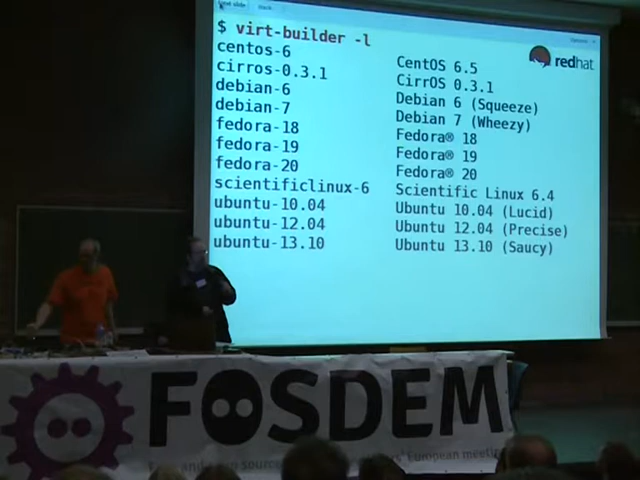 $ virt-builder -l
redhat
centos-6 CentOS 6.5
cirros-0.3.1 CirrOS 0.3.1
debian-6 Debian 6 (Squeeze)
debian-7 Debian 7 (Wheezy)
fedora-18 Fedora® 18
fedora-19 Fedora® 19
fedora-20 Fedora® 20
scientificlinux-6 Scientific Linux 6.4
ubuntu-10.04 Ubuntu 10.04 (Lucid)
ubuntu-12.04 Ubuntu 12.04 (Precise)
ubuntu-13.10 Ubuntu 13.10 (Saucy)
FOSDEM
European meeting